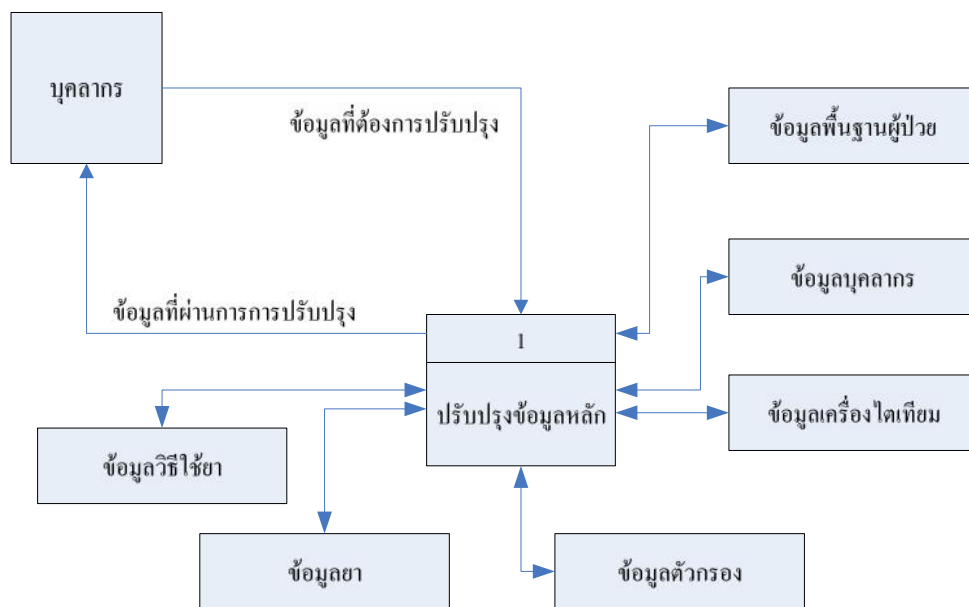 บุคลากร
ข้อมูลที่ต้องการปรับปรุง
ข้อมูลพื้นฐานผู้ป่วย
ข้อมูลบุคลากร
ข้อมูลที่ผ่านการการปรับปรุง
1
ปรับปรุงข้อมูลหลัก
ข้อมูลเครื่องไตเทียม
ข้อมูลวิธีใช้ยา
ข้อมูลยา
ข้อมูลตัวกรอง